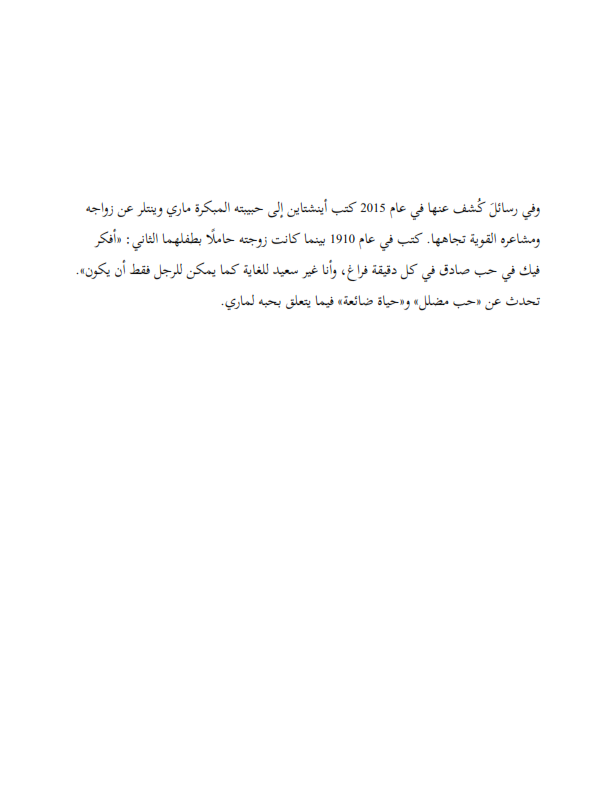 وفي رسائلَ كُشف عنها في عام 2015 كتب أينشتاين إلى حبيبته المبكرة ماري وينتلر عن زواجه
ومشاعره القوية تجاهها. كتب في عام 1910 بينما كانت زوجته حاملًا بطفلهما الثاني: «أفكر
فيك في حب صادق في كل دقيقة فراغ، وأنا غير سعيد للغاية كما يمكن للرجل فقط أن يكون».
تحدث عن «حب مضلل» و«حياة ضائعة» فيما يتعلق بحبه لماري.